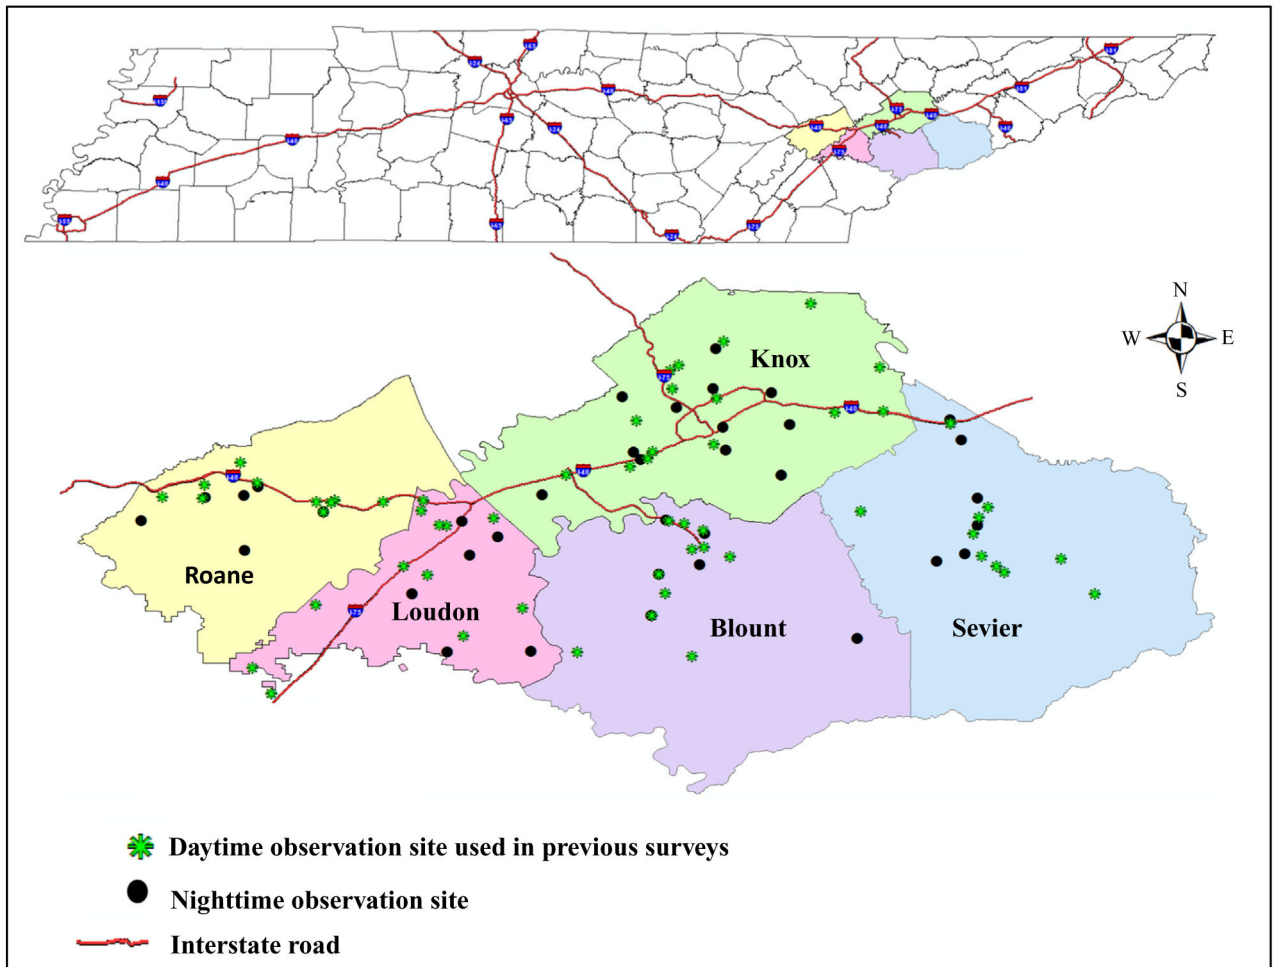 N
W E
S
Knox
Roane
Loudon
Blount
Sevier
Daytime observation site used in previous surveys
Nighttime observation site
Interstate road